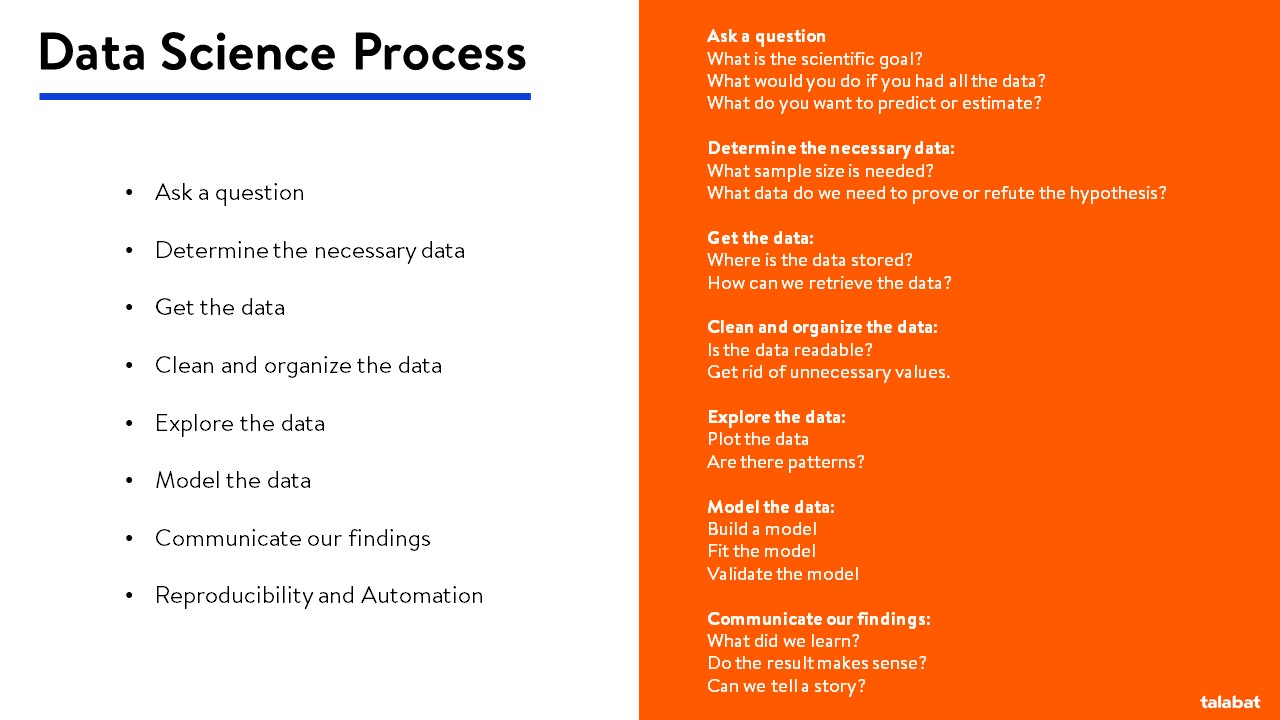 Data Science Process
• Ask a question
• Determine the necessary data
• Get the data
• Clean and organize the data
• Explore the data
• Model the data
• Communicate our findings
• Reproducibility and Automation
Ask a question
What is the scientific goal?
What would you do if you had all the data?
What do you want to predict or estimate?
Determine the necessary data:
What sample size is needed?
What data do we need to prove or refute the hypothesis?
Get the data:
Where is the data stored?
How can we retrieve the data?
Clean and organize the data:
Is the data readable?
Get rid of unnecessary values.
Explore the data:
Plot the data
Are there patterns?
Model the data:
Build a model
Fit the model
Validate the model
Communicate our findings:
What did we learn?
Do the result makes sense?
Can we tell a story?
talabat